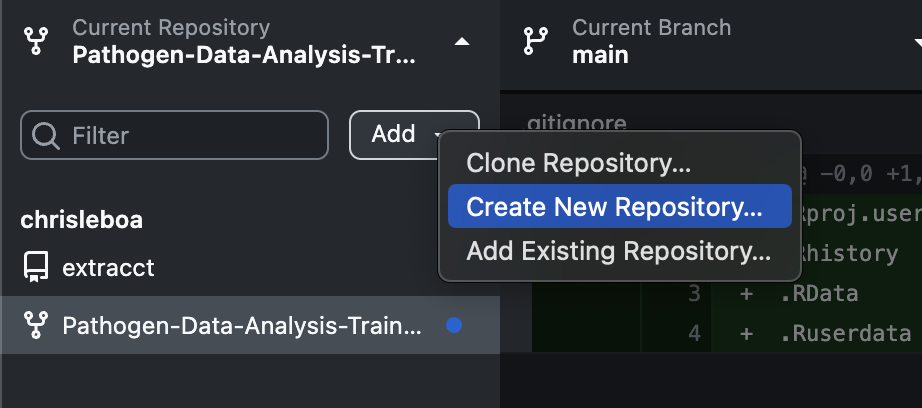 Current Repository
Pathogen-Data-Analysis-Tr...
Current Branch
main
Filter
Add
.gitignore
Clone Repository...
Create New Repository...
Add Existing Repository...
-0,0 +1,
Rproj.user
Rhistory
3 + .RData
4 + .Ruserdata
chrisleboa
extracct
Pathogen-Data-Analysis-Train...